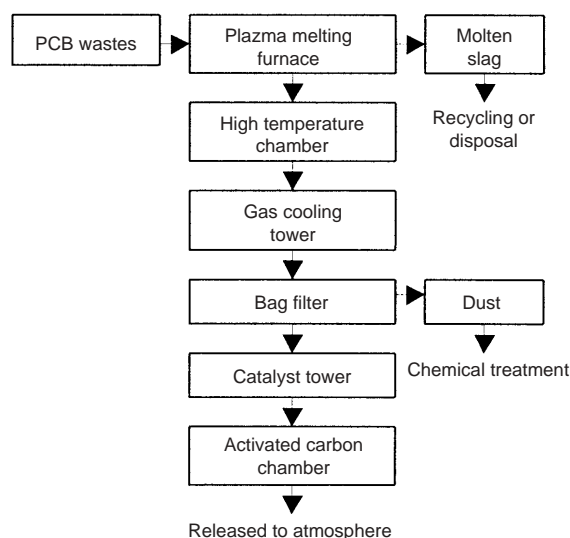 PCB wastes
Plasma melting
furnace
Molten
slag
Recycling or
disposal
High temperature
chamber
Gas cooling
tower
Bag filter
Dust
Chemical treatment
Catalyst tower
Activated carbon
chamber
Released to atmosphere